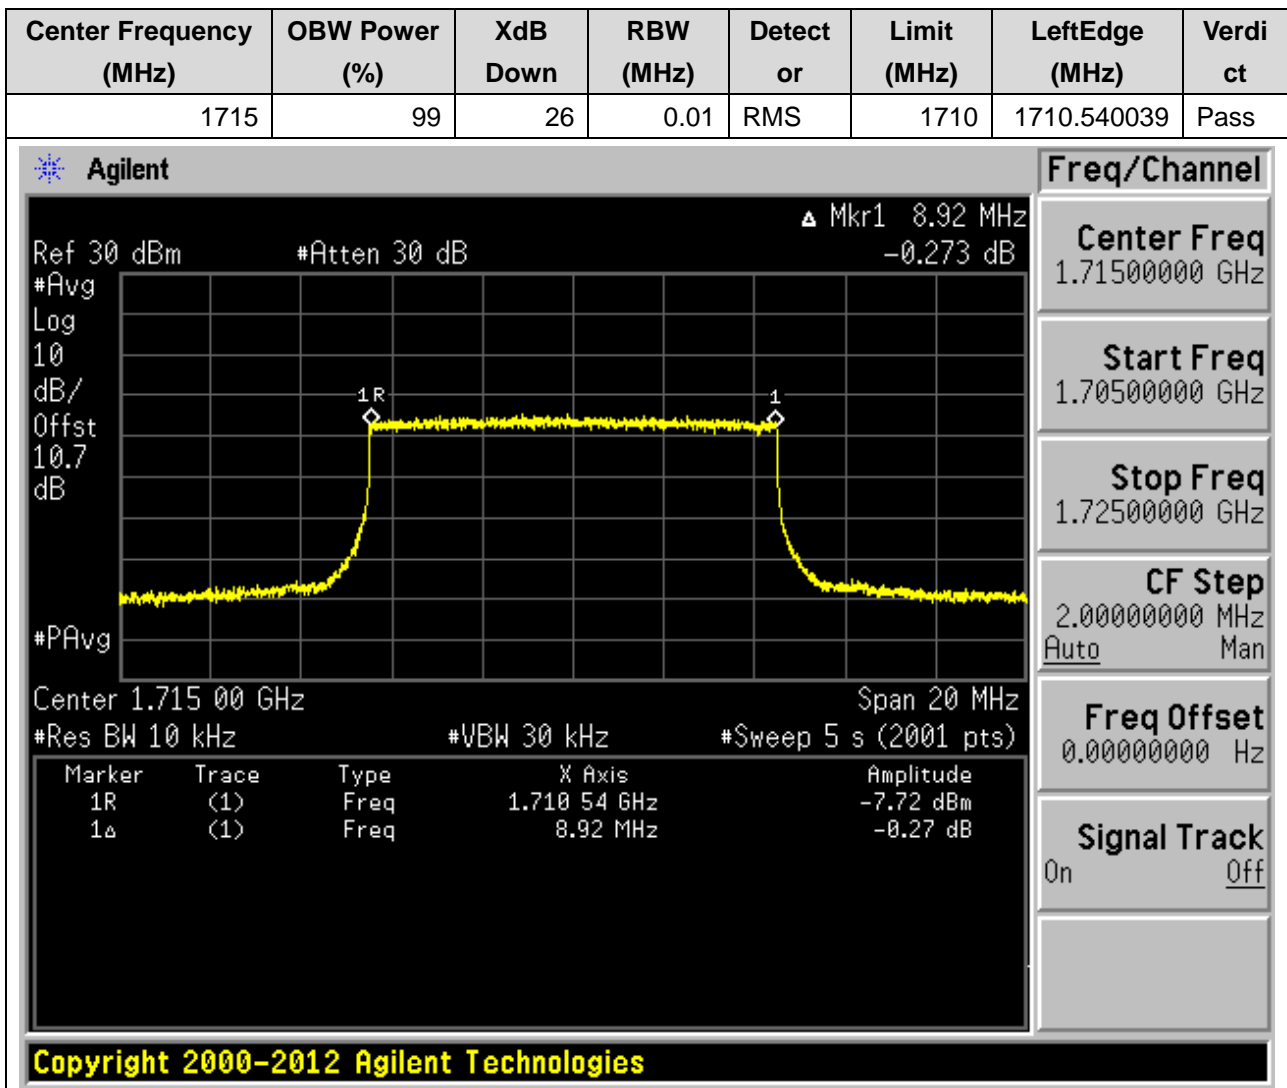 Center Frequency (MHz) OBW Power (%) XdB Down RBW (MHz) Detect or Limit (MHz) LeftEdge (MHz) Verdi ct
1715 99 26 0.01 RMS 1710 1710.540039 Pass
Agilent
Freq/Channel
Δ Mkr1 8.92 MHz
Ref 30 dBm #Atten 30 dB -0.273 dB
#Avg
Log
10
dB/
Offst
10.7
dB
#PAvg
1R
1
Center 1.715 00 GHz Span 20 MHz
#Res BW 10 kHz #VBW 30 kHz #Sweep 5 s (2001 pts)
Marker Trace Type X Axis Amplitude
1R (1) Freq 1.710 54 GHz -7.72 dBm
1Δ (1) Freq 8.92 MHz -0.27 dB
Center Freq
1.71500000 GHz
Start Freq
1.70500000 GHz
Stop Freq
1.72500000 GHz
CF Step
2.00000000 MHz
Auto Man
Freq Offset
0.00000000 Hz
Signal Track
On Off
Copyright 2000-2012 Agilent Technologies